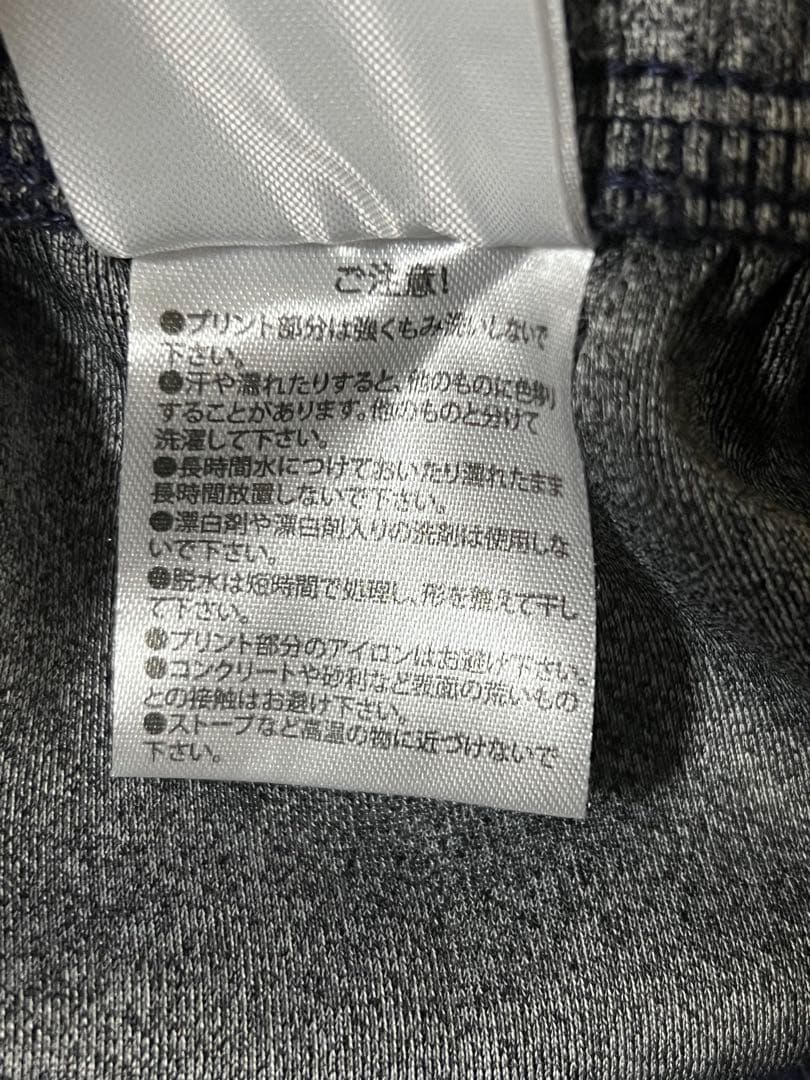 ご注意!
●プリント部分は強くもみ洗いしないで
下さい。
●汗や濡れたりすると、他のものに色移り
することがあります。他のものと分けて
洗濯して下さい。
●長時間水につけておいたり濡れたまま
長時間放置しないで下さい。
●漂白剤や漂白剤入りの洗剤は使用しな
いで下さい。
●脱水は短時間で処理し、形を整えて干し
て下さい。
●プリント部分のアイロンはお避け下さい。
●コンクリートや砂利など表面の荒いもの
との接触はお避け下さい。
●ストーブなど高温の物に近づけないで
下さい。